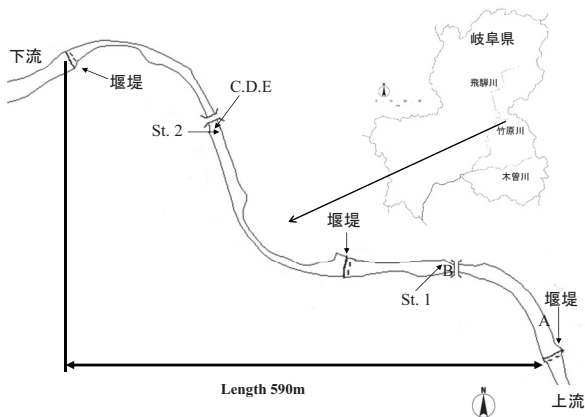 下流
堰堤
C.D.E
St. 2
岐阜県
飛騨川
竹原川
木曽川
堰堤
B
St. 1
堰堤
A
Length 590m
N
上流